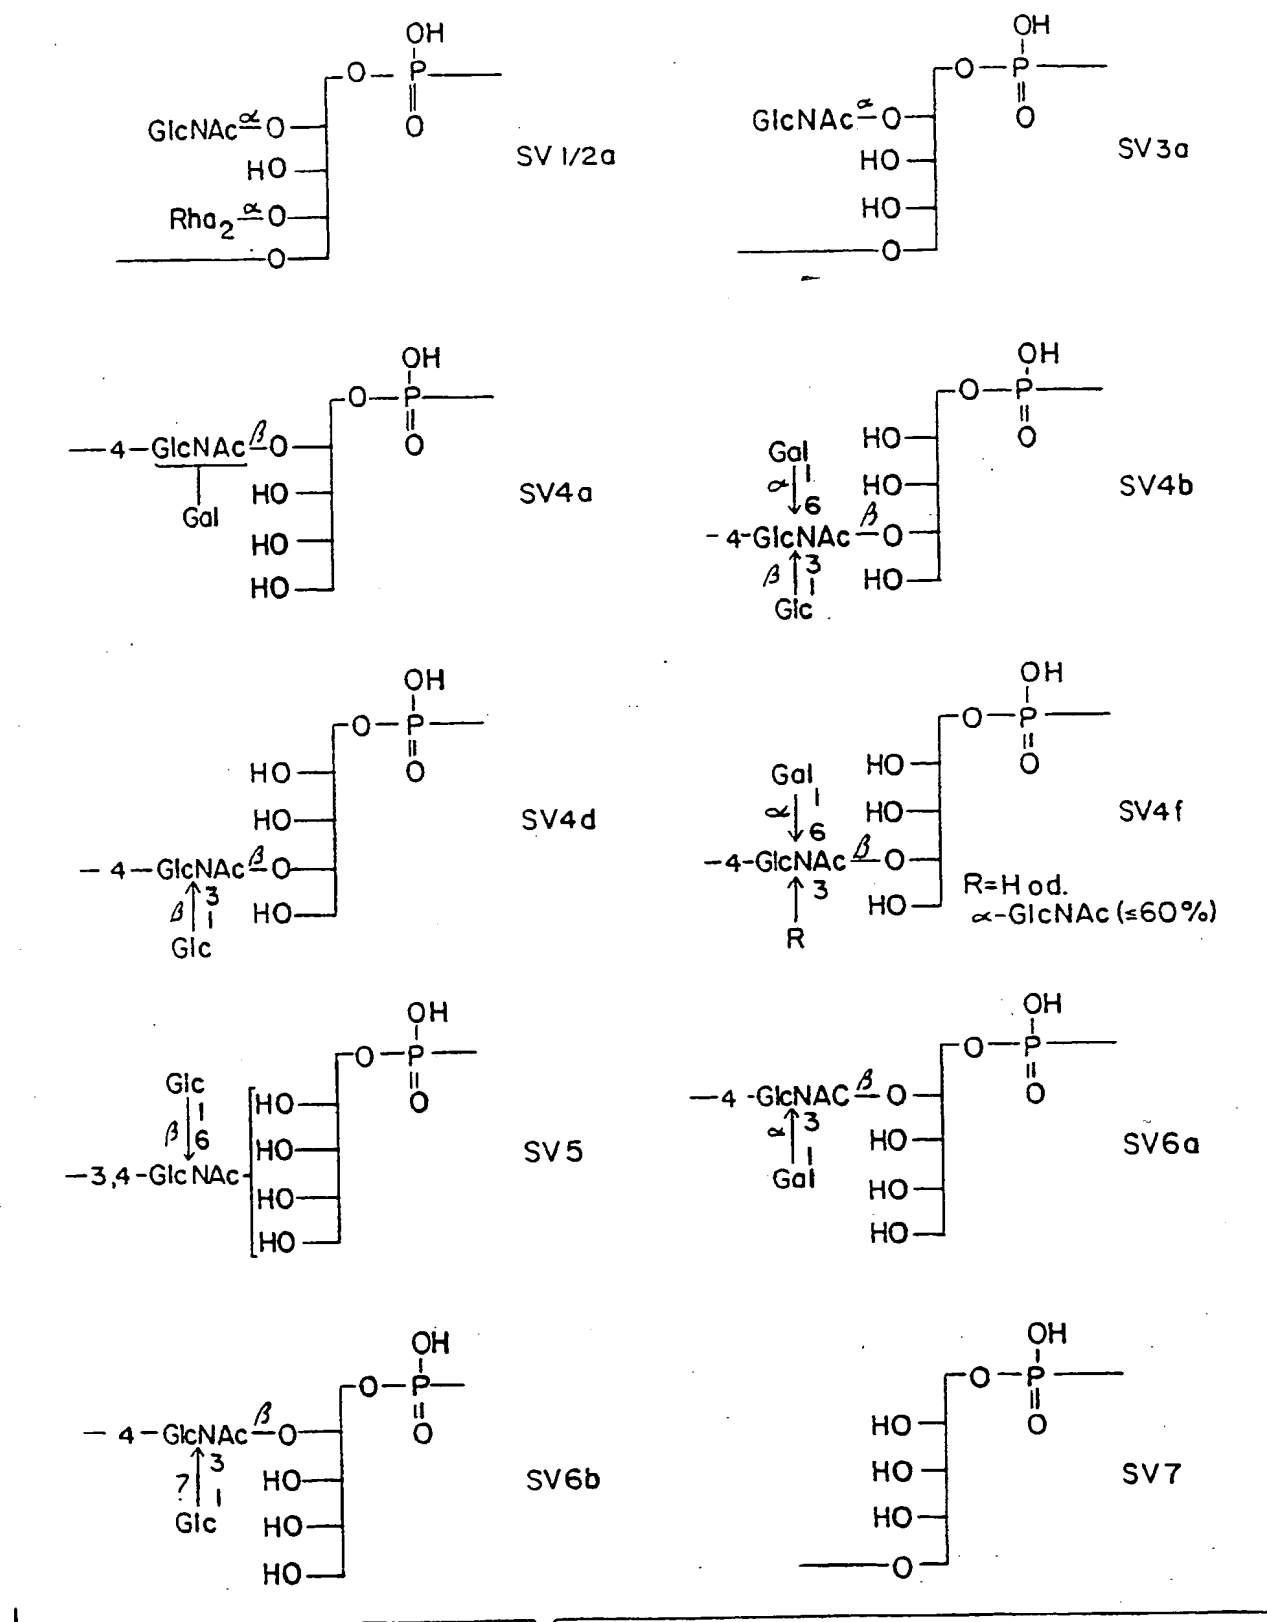 OH
O—P—
O
GlcNAc α O
HO
Rha2 α O
O
SV 1/2a
OH
O—P—
O
GlcNAc α O
HO
HO
O
SV3a
OH
O—P—
O
—4—GlcNAc β O
Gal
HO
HO
HO
SV4a
OH
O—P—
O
HO
HO
Gal
α 1
6
-4-GlcNAc β O
β 3
1
Glc
HO
SV4b
OH
O—P—
O
HO
HO
—4—GlcNAc β O
β 3
1
Glc
HO
SV4d
OH
O—P—
O
HO
HO
Gal
α 1
6
—4-GlcNAc β O
3
R
HO
SV4f
R=H od.
α-GlcNAc (≤60%)
OH
O—P—
O
Glc
β 1
6
—3,4-GlcNAc
HO
HO
HO
HO
SV5
OH
O—P—
O
—4-GlcNAC β O
α 3
1
Gal
HO
HO
HO
SV6a
OH
O—P—
O
—4—GlcNAc β O
? 3
1
Glc
HO
HO
HO
SV6b
OH
O—P—
O
HO
HO
HO
O
SV7